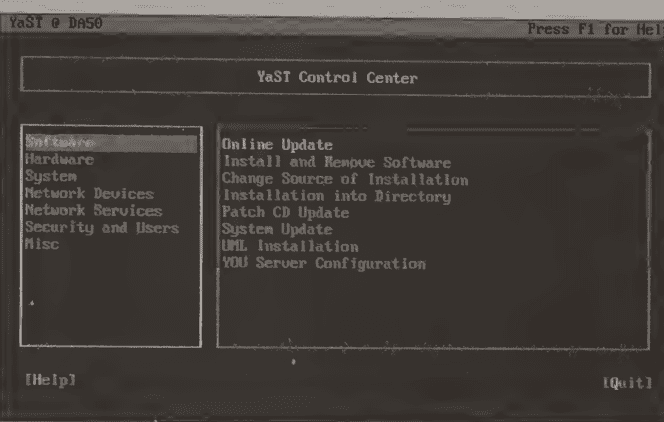 YaST @ DA50
Press F1 for Hel
YaST Control Center
Software
Hardware
System
Network Devices
Network Services
Security and Users
Misc
Online Update
Install and Remove Software
Change Source of Installation
Installation into Directory
Patch CD Update
System Update
UML Installation
YOU Server Configuration
[Help]
[Quit]